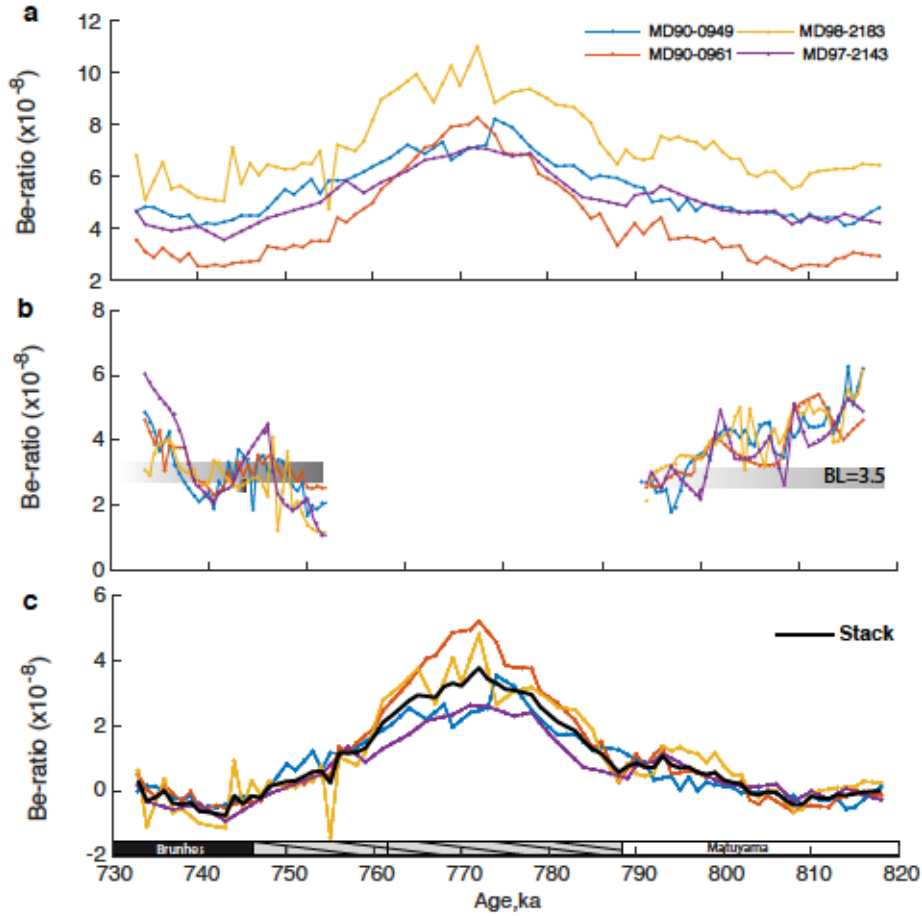 a
Be-ratio (x10-8)
12
10
8
6
4
2
MD90-0949
MD98-2183
MD90-0961
MD97-2143
b
Be-ratio (x10-8)
8
6
4
2
0
BL=3.5
c
Be-ratio (x10-8)
6
4
2
0
-2
Stack
Brunhes
Matuyama
730 740 750 760 770 780 790 800 810 820
Age,ka